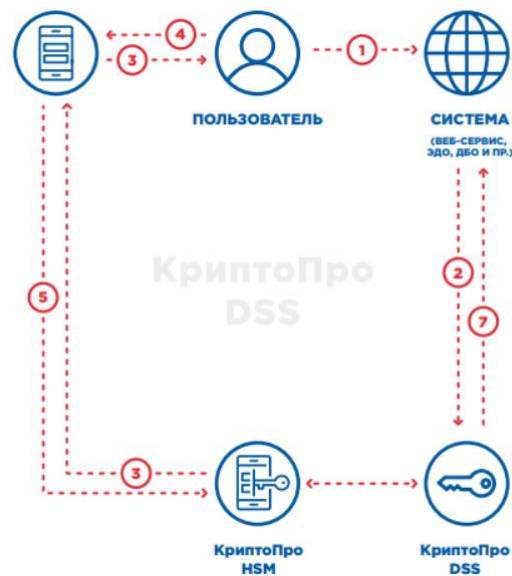 4
3
1
ПОЛЬЗОВАТЕЛЬ
СИСТЕМА
(ВЕБ-СЕРВИС,
ЭДО, ДБО И ПР.)
КриптоПро
DSS
2
5
7
3
КриптоПро
HSM
КриптоПро
DSS